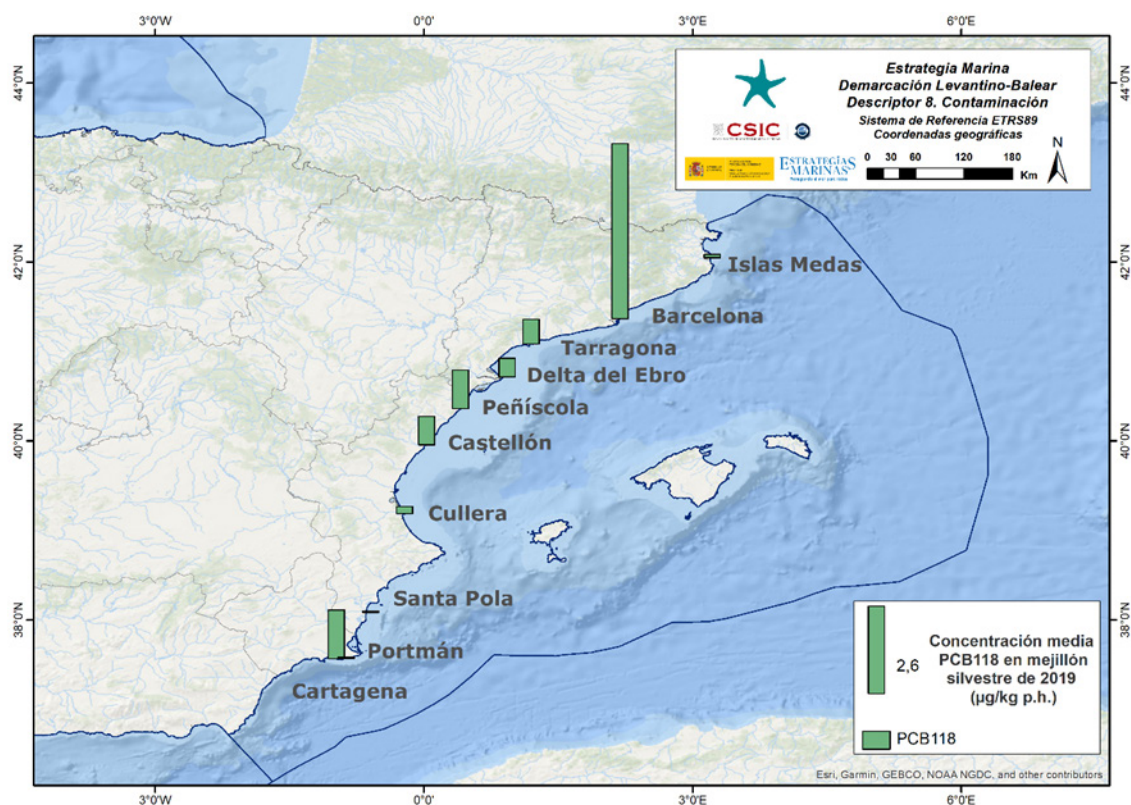 3°0'W
0°0'
3°0'E
6°0'E
44°0'N
44°0'N
Estrategia Marina
Demarcación Levantino-Balear
Descriptor 8. Contaminación
Sistema de Referencia ETRS89
Coordenadas geográficas
CSIC
ESTRATEGIAS
MARINAS
N
0 30 60 120 180
Km
42°0'N
42°0'N
Islas Medas
Barcelona
Tarragona
Delta del Ebro
Peñíscola
Castellón
40°0'N
40°0'N
Cullera
Santa Pola
38°0'N
38°0'N
Portmán
Cartagena
2,6
Concentración media
PCB118 en mejillón
silvestre de 2019
(µg/kg p.h.)
PCB118
Esri, Garmin, GEBCO, NOAA NGDC, and other contributors
3°0'W
0°0'
3°0'E
6°0'E